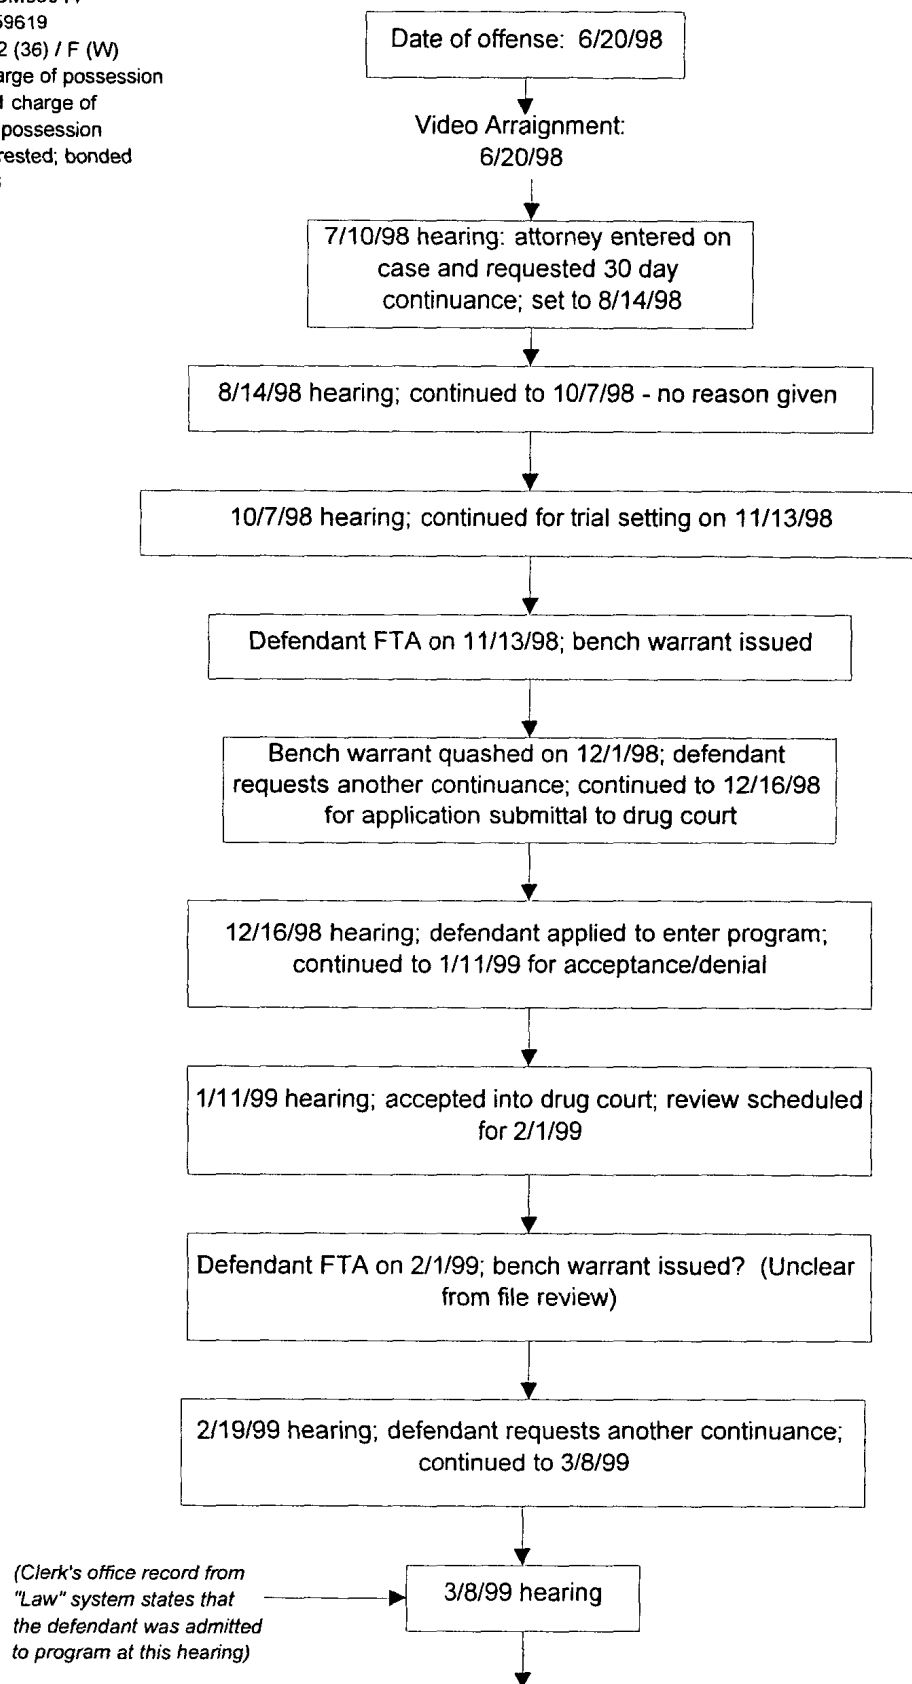 59619
2 (36) / F (W)
charge of possession
charge of
possession
bonded
Date of offense: 6/20/98
Video Arraignment:
6/20/98
7/10/98 hearing: attorney entered on
case and requested 30 day
continuance; set to 8/14/98
8/14/98 hearing; continued to 10/7/98 - no reason given
10/7/98 hearing; continued for trial setting on 11/13/98
Defendant FTA on 11/13/98; bench warrant issued
Bench warrant quashed on 12/1/98; defendant
requests another continuance; continued to 12/16/98
for application submittal to drug court
12/16/98 hearing; defendant applied to enter program;
continued to 1/11/99 for acceptance/denial
1/11/99 hearing; accepted into drug court; review scheduled
for 2/1/99
Defendant FTA on 2/1/99; bench warrant issued? (Unclear
from file review)
2/19/99 hearing; defendant requests another continuance;
continued to 3/8/99
(Clerk's office record from
"Law" system states that
the defendant was admitted
to program at this hearing)
3/8/99 hearing